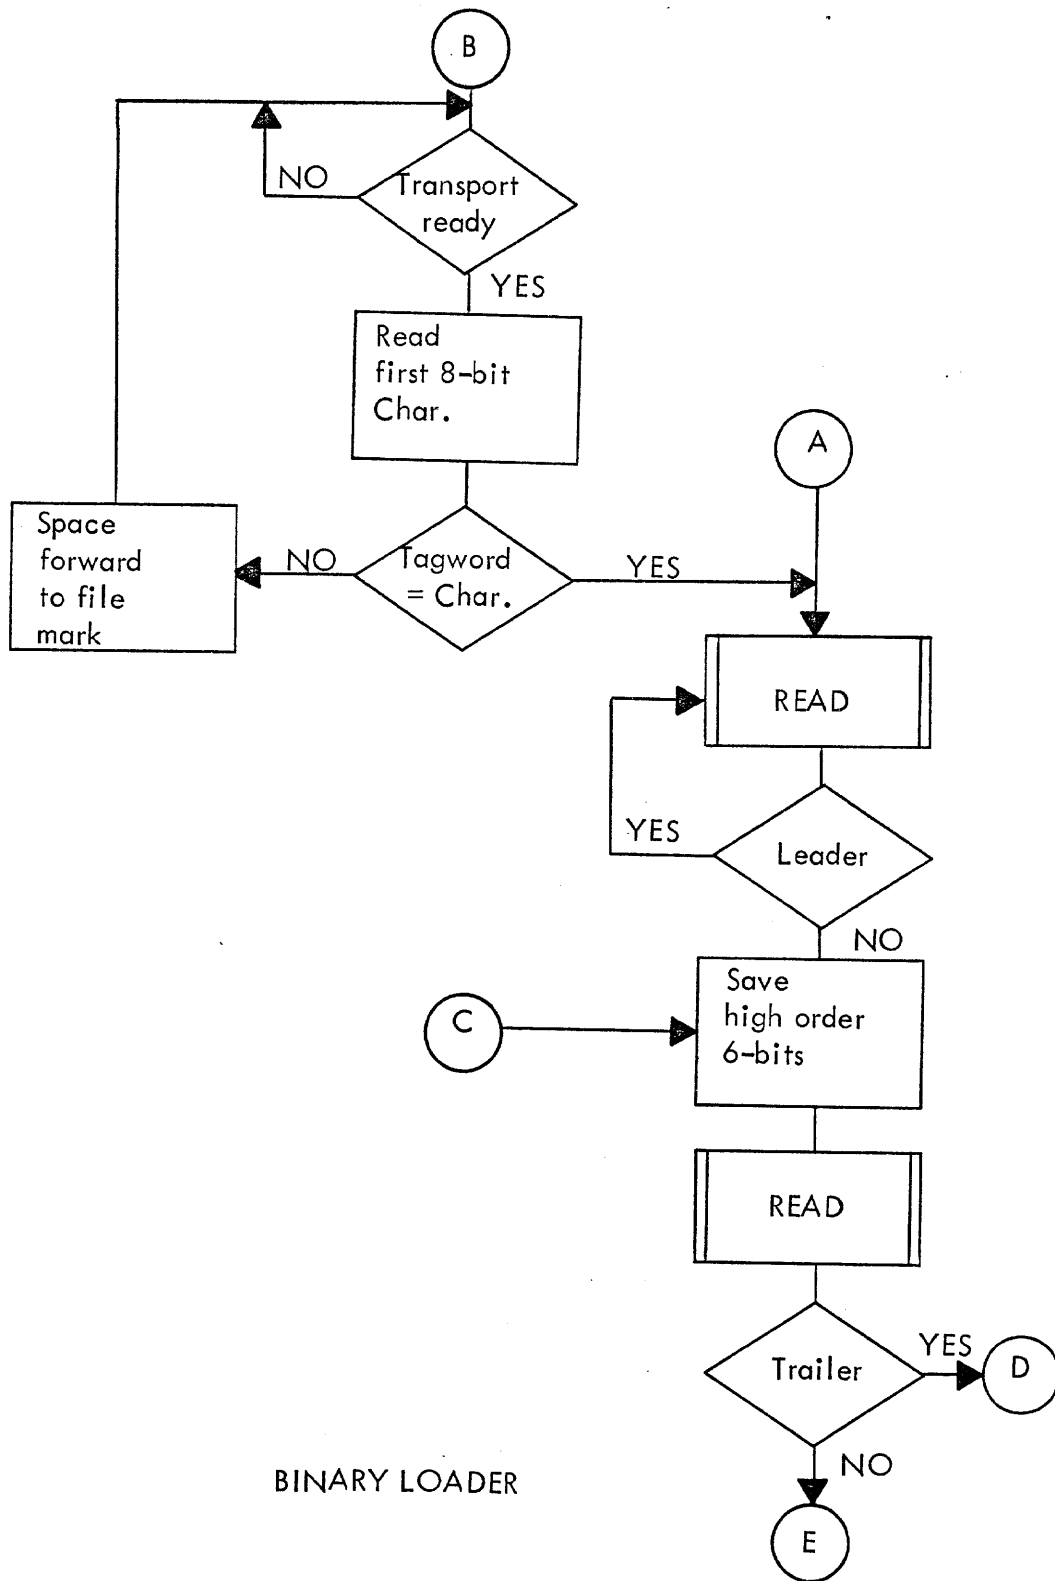 B
NO
Transport
ready
YES
Read
first 8-bit
Char.
A
Space
forward
to file
mark
NO
Tagword
= Char.
YES
READ
YES
Leader
NO
Save
high order
6-bits
C
READ
Trailer
YES
D
NO
E
BINARY LOADER